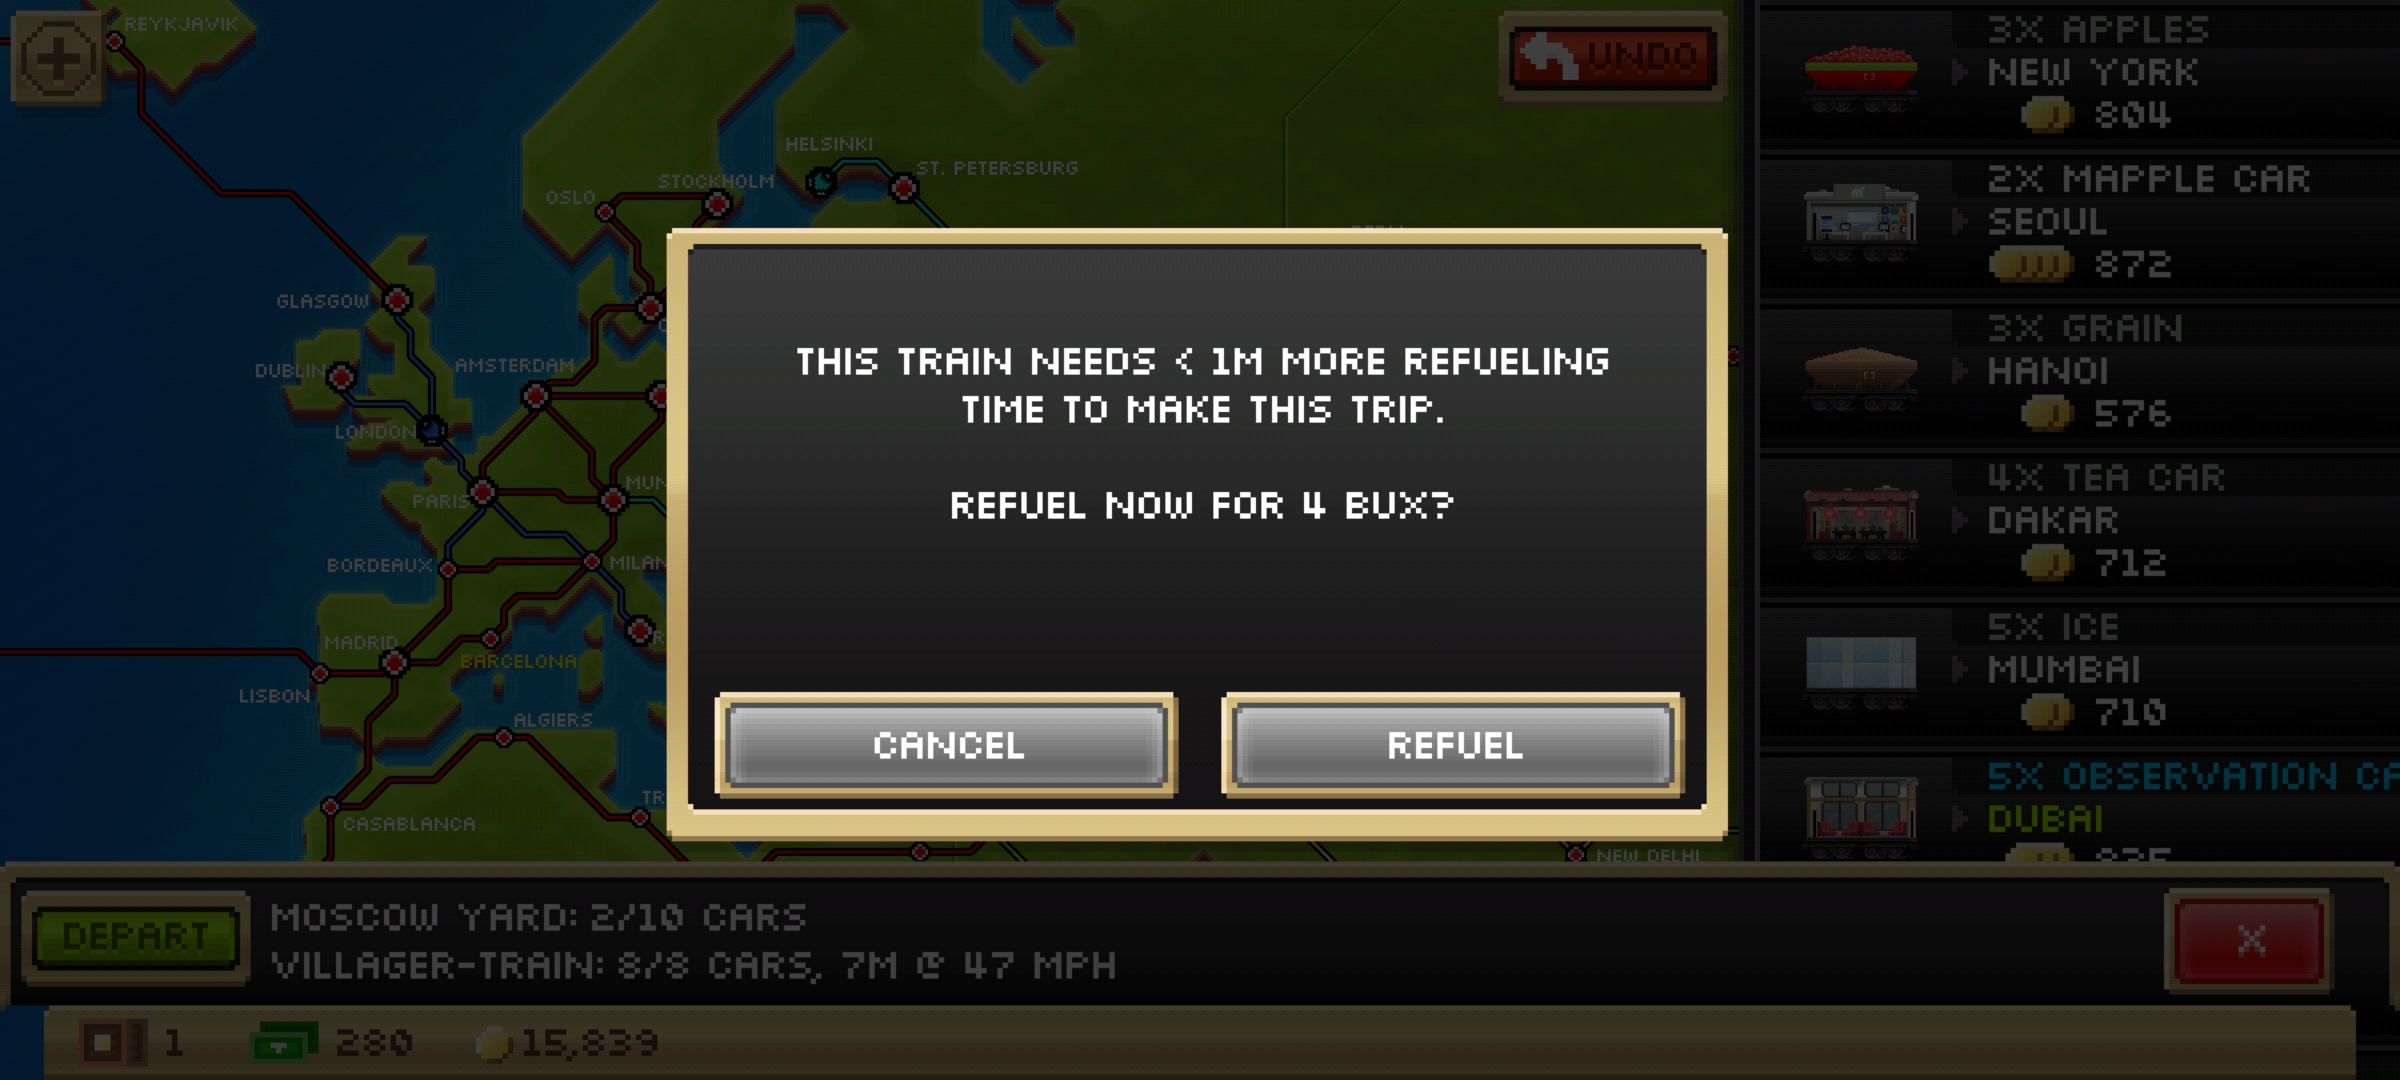 REYKJAVIK
UNDO
HELSINKI
ST. PETERSBURG
STOCKHOLM
OSLO
GLASGOW
DUBLIN
AMSTERDAM
LONDON
PARIS
MUN
BORDEAUX
MILAN
MADRID
BARCELONA
LISBON
ALGIERS
TR
CASABLANCA
NEW DELHI
THIS TRAIN NEEDS < 1M MORE REFUELING
TIME TO MAKE THIS TRIP.
REFUEL NOW FOR 4 BUX?
CANCEL
REFUEL
3X APPLES
NEW YORK
804
2X MAPPLE CAR
SEOUL
872
3X GRAIN
HANOI
576
4X TEA CAR
DAKAR
712
5X ICE
MUMBAI
710
5X OBSERVATION CA
DUBAI
DEPART
MOSCOW YARD: 2/10 CARS
VILLAGER-TRAIN: 8/8 CARS, 7M @ 47 MPH
X
1
280
15,839